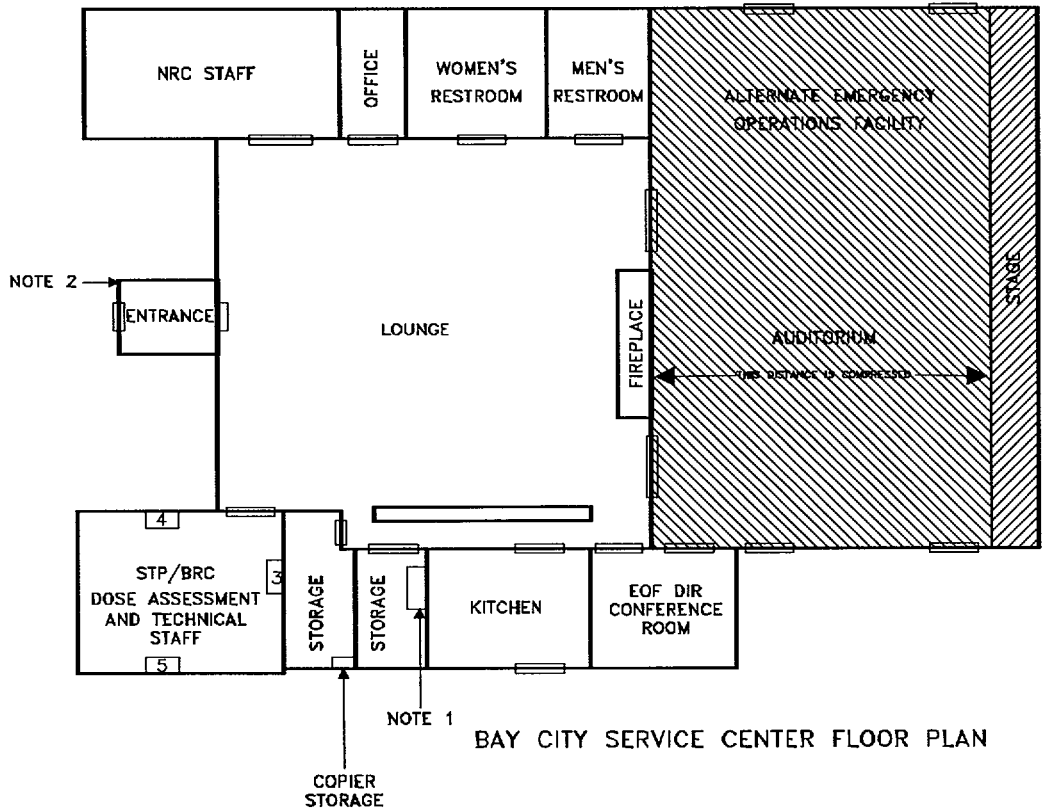 NRC STAFF
OFFICE
WOMEN'S
RESTROOM
MEN'S
RESTROOM
ALTERNATE EMERGENCY
OPERATIONS FACILITY
NOTE 2
ENTRANCE
LOUNGE
FIREPLACE
AUDITORIUM
THIS DISTANCE IS COMPRESSED
STAGE
4
3
5
STP/BRC
DOSE ASSESSMENT
AND TECHNICAL
STAFF
STORAGE
STORAGE
KITCHEN
EOF DIR
CONFERENCE
ROOM
NOTE 1
COPIER
STORAGE
BAY CITY SERVICE CENTER FLOOR PLAN